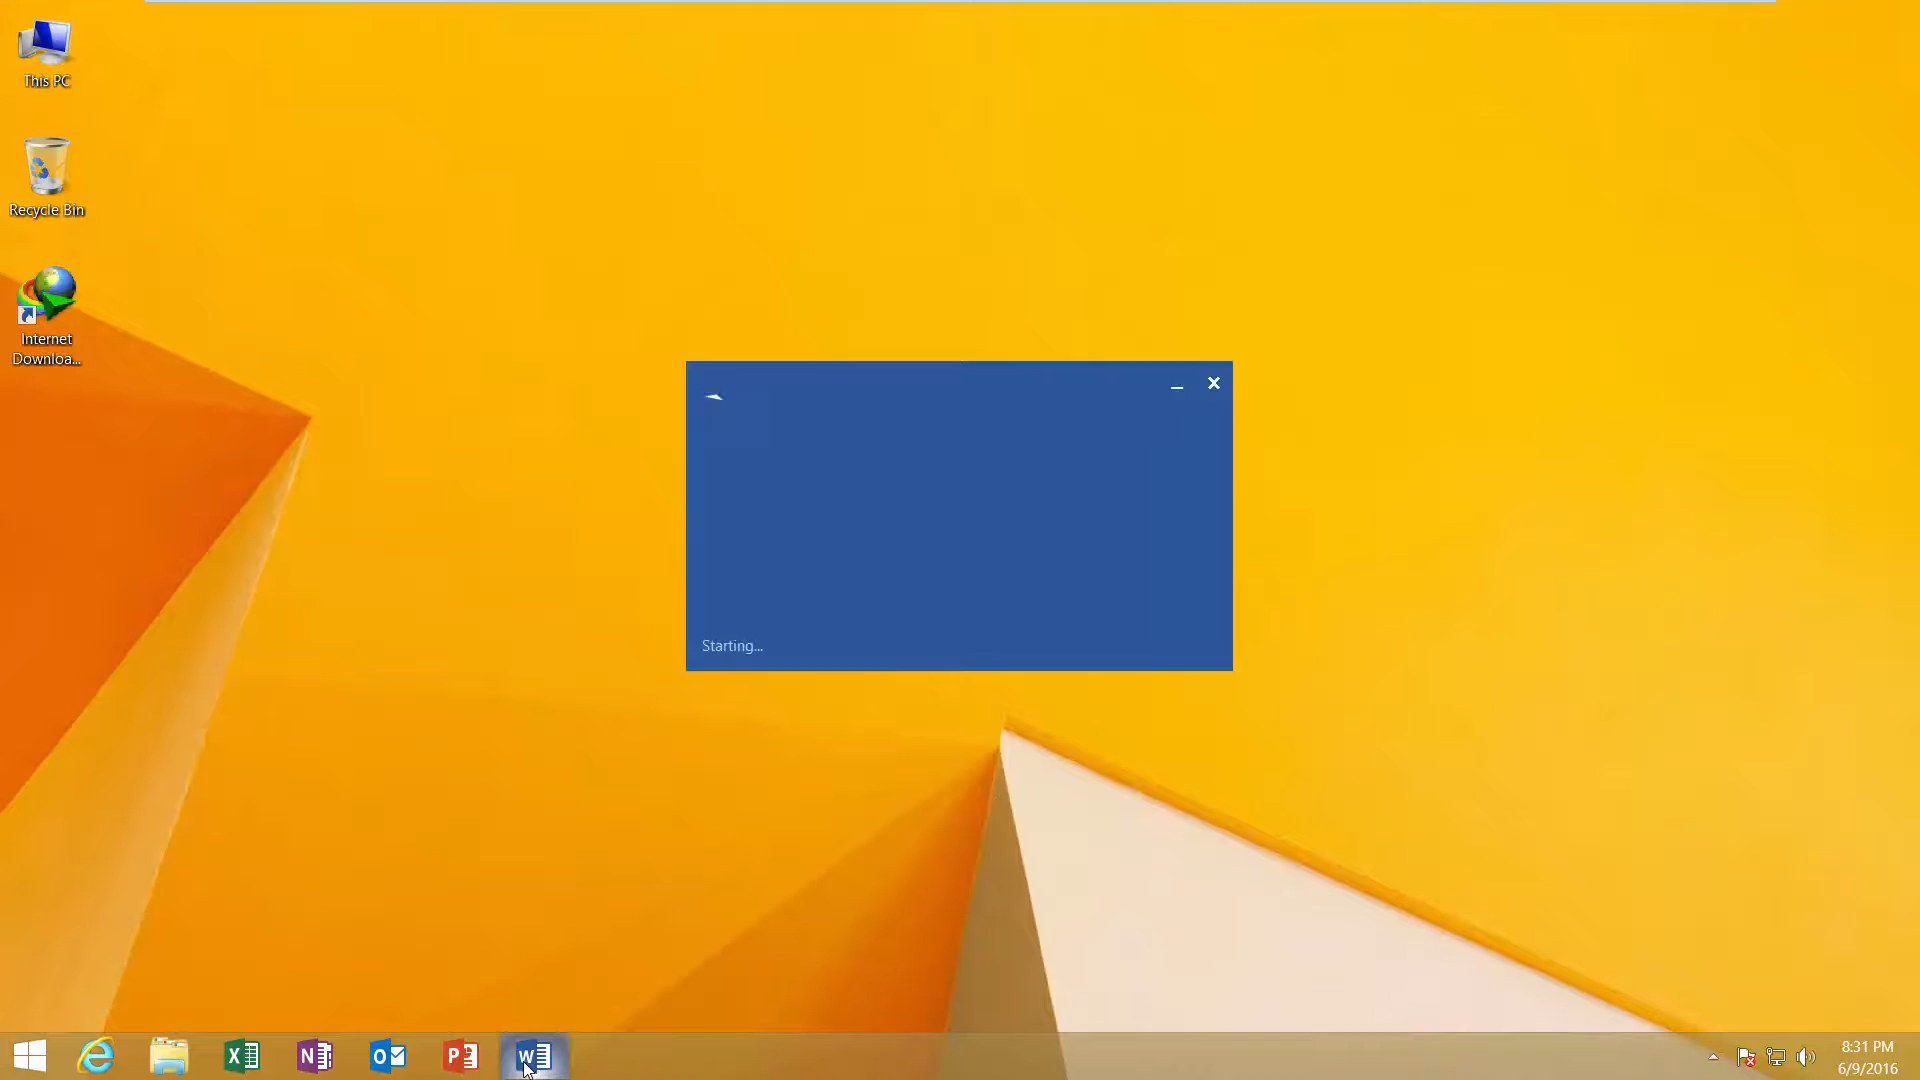 This PC
Recycle Bin
Internet
Downloa...
Starting...
X
N
O
P
W
8:31 PM
6/9/2016